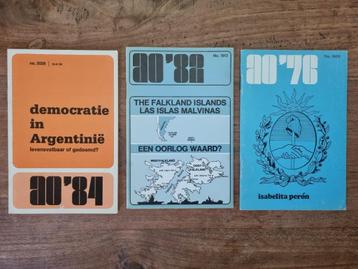 democratie
in
Argentinië
levensvatbaar of gedoemd?
ao'84
ao'82
THE FALKLAND ISLANDS
LAS ISLAS MALVINAS
EEN OORLOG WAARD?
ao'76
isabelita perón